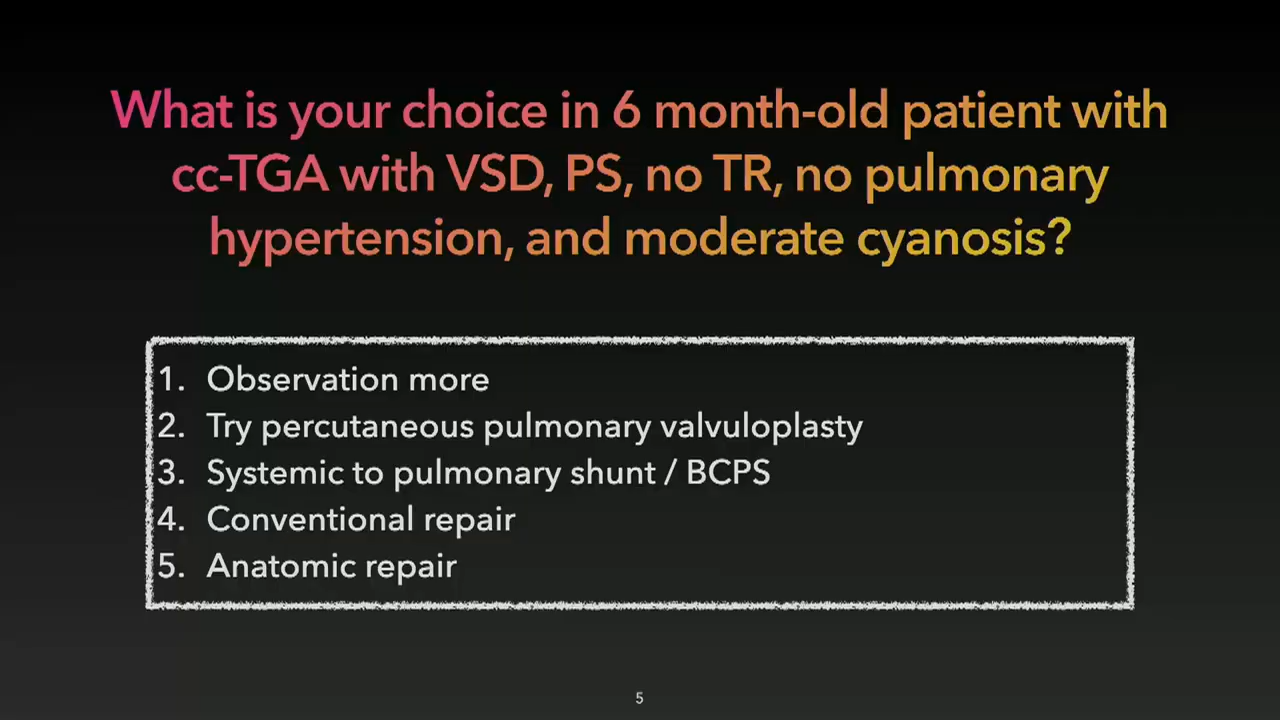 What is your choice in 6 month-old patient with
cc-TGA with VSD, PS, no TR, no pulmonary
hypertension, and moderate cyanosis?
1. Observation more
2. Try percutaneous pulmonary valvuloplasty
3. Systemic to pulmonary shunt / BCPS
4. Conventional repair
5. Anatomic repair
5